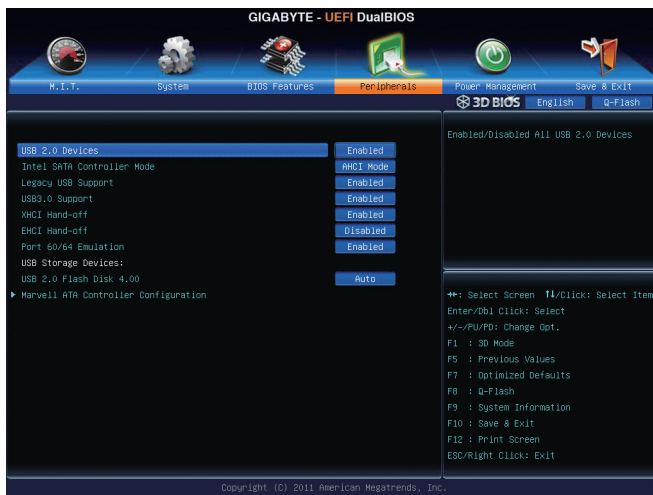 GIGABYTE - UEFI DualBIOS
M.I.T.
System
BIOS Features
Peripherals
Power Management
Save & Exit
3D BIOS
English
Q-Flash
USB 2.0 Devices Enabled
Intel SATA Controller Mode AHCI Mode
Legacy USB Support Enabled
USB3.0 Support Enabled
XHCI Hand-off Enabled
EHCI Hand-off Disabled
Port 60/64 Emulation Enabled
USB Storage Devices:
USB 2.0 Flash Disk 4.00 Auto
Marvell ATA Controller Configuration
Enabled/Disabled All USB 2.0 Devices
→←: Select Screen ↑↓/Click: Select Item
Enter/Dbl Click: Select
+/-/PU/PD: Change Opt.
F1 : 3D Mode
F5 : Previous Values
F7 : Optimized Defaults
F8 : Q-Flash
F9 : System Information
F10 : Save & Exit
F12 : Print Screen
ESC/Right Click: Exit
Copyright (C) 2011 American Megatrends, Inc.